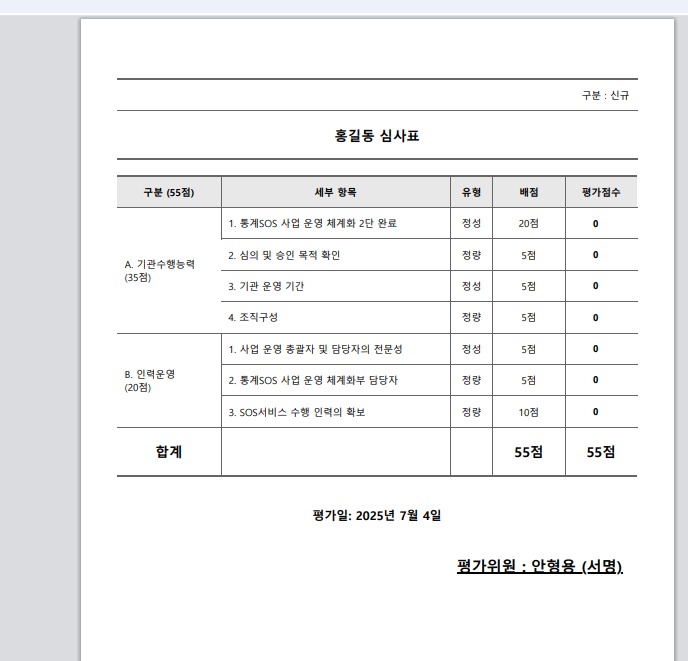 구분 : 신규
홍길동 심사표
구분 (55점) 세부 항목 유형 배점 평가점수
A. 기관수행능력
(35점)
1. 통계SOS 사업 운영 체계화 2단 완료 정성 20점 0
2. 심의 및 승인 목적 확인 정량 5점 0
3. 기관 운영 기간 정성 5점 0
4. 조직구성 정량 5점 0
B. 인력운영
(20점)
1. 사업 운영 총괄자 및 담당자의 전문성 정성 5점 0
2. 통계SOS 사업 운영 체계화부 담당자 정량 5점 0
3. SOS서비스 수행 인력의 확보 정량 10점 0
합계 55점 55점
평가일: 2025년 7월 4일
평가위원 : 안형용 (서명)